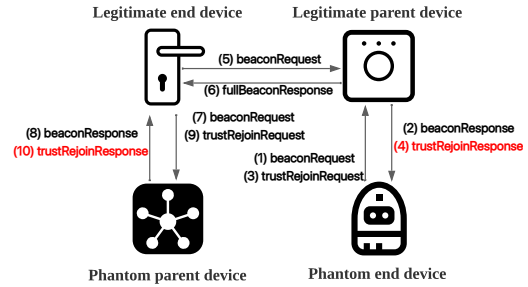 Legitimate end device
Legitimate parent device
(5) beaconRequest
(6) fullBeaconResponse
(7) beaconRequest
(9) trustRejoinRequest
(8) beaconResponse
(10) trustRejoinResponse
(2) beaconResponse
(4) trustRejoinResponse
(1) beaconRequest
(3) trustRejoinRequest
Phantom parent device
Phantom end device